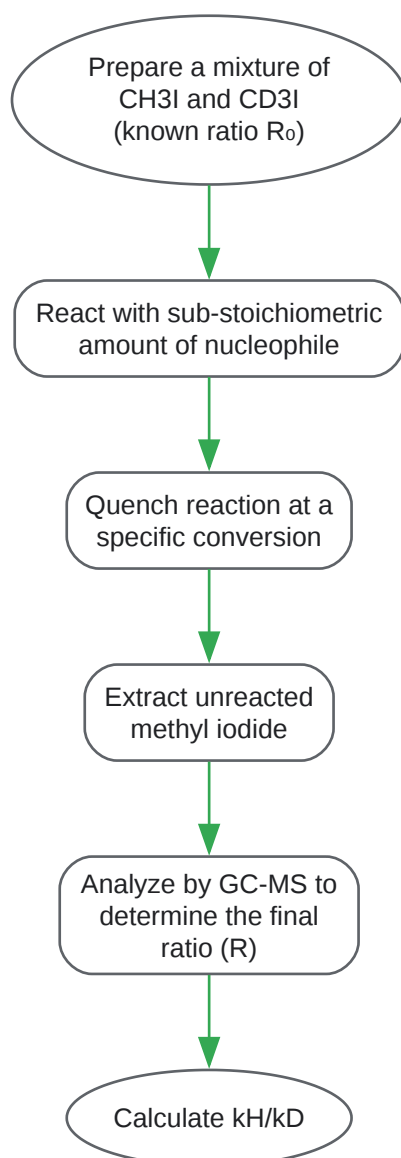 Prepare a mixture of
CH3I and CD3I
(known ratio R₀)
React with sub-stoichiometric
amount of nucleophile
Quench reaction at a
specific conversion
Extract unreacted
methyl iodide
Analyze by GC-MS to
determine the final
ratio (R)
Calculate kH/kD